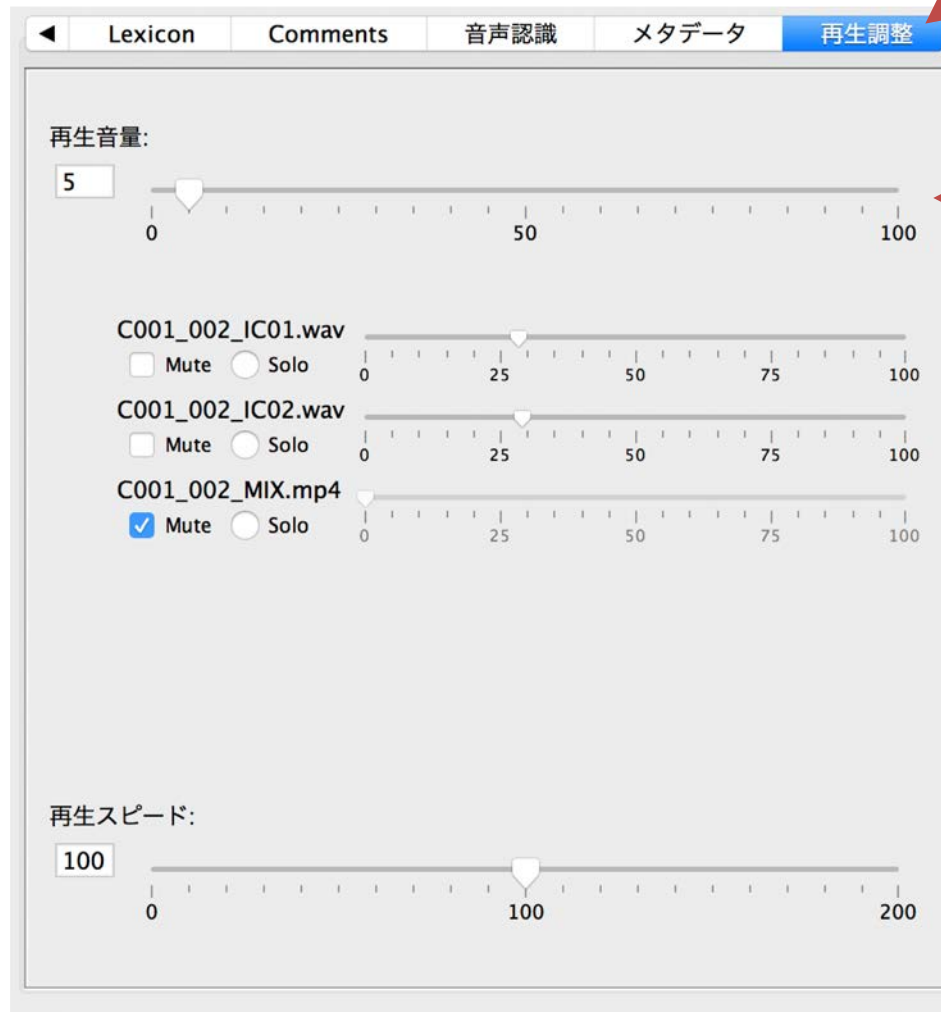 ◀ Lexicon Comments 音声認識 メタデータ 再生調整
再生音量:
5
0 50 100
C001_002_IC01.wav
Mute Solo
0 25 50 75 100
C001_002_IC02.wav
Mute Solo
0 25 50 75 100
C001_002_MIX.mp4
Mute Solo
0 25 50 75 100
再生スピード:
100
0 100 200